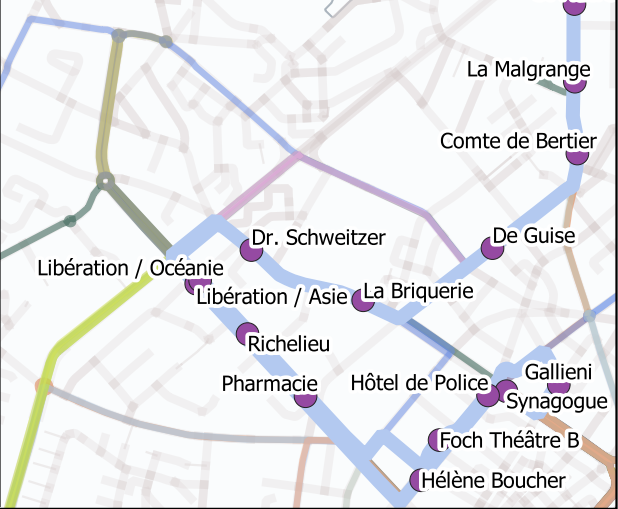 La Malgrange
Comte de Bertier
De Guise
Dr. Schweitzer
Libération / Océanie
Libération / Asie
La Briquerie
Richelieu
Pharmacie
Hôtel de Police
Gallieni
Synagogue
Foch Théâtre B
Hélène Boucher